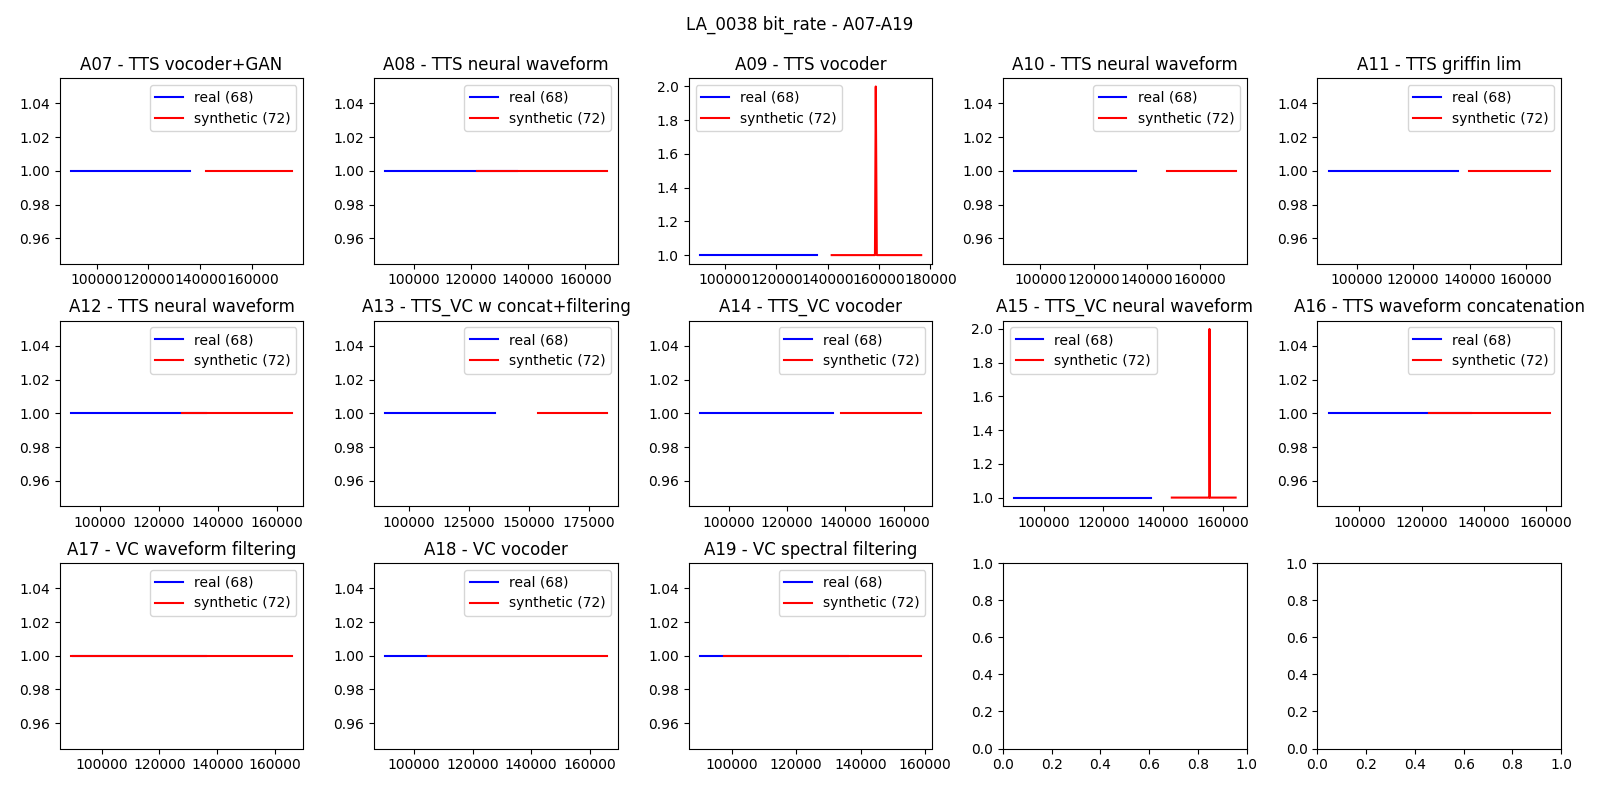 LA_0038 bit_rate - A07-A19
A07 - TTS vocoder+GAN
A08 - TTS neural waveform
A09 - TTS vocoder
A10 - TTS neural waveform
A11 - TTS griffin lim
1.04
1.02
1.00
0.98
0.96
real (68)
synthetic (72)
100000 120000 140000 160000
1.04
1.02
1.00
0.98
0.96
real (68)
synthetic (72)
100000 120000 140000 160000
2.0
1.8
1.6
1.4
1.2
1.0
real (68)
synthetic (72)
100000 120000 140000 160000 180000
1.04
1.02
1.00
0.98
0.96
real (68)
synthetic (72)
100000 120000 140000 160000
1.04
1.02
1.00
0.98
0.96
real (68)
synthetic (72)
100000 120000 140000 160000
A12 - TTS neural waveform
A13 - TTS_VC w concat+filtering
A14 - TTS_VC vocoder
A15 - TTS_VC neural waveform
A16 - TTS waveform concatenation
1.04
1.02
1.00
0.98
0.96
real (68)
synthetic (72)
100000 120000 140000 160000
1.04
1.02
1.00
0.98
0.96
real (68)
synthetic (72)
100000 125000 150000 175000
1.04
1.02
1.00
0.98
0.96
real (68)
synthetic (72)
100000 120000 140000 160000
2.0
1.8
1.6
1.4
1.2
1.0
real (68)
synthetic (72)
100000 120000 140000 160000
1.04
1.02
1.00
0.98
0.96
real (68)
synthetic (72)
100000 120000 140000 160000
A17 - VC waveform filtering
A18 - VC vocoder
A19 - VC spectral filtering
1.04
1.02
1.00
0.98
0.96
real (68)
synthetic (72)
100000 120000 140000 160000
1.04
1.02
1.00
0.98
0.96
real (68)
synthetic (72)
100000 120000 140000 160000
1.04
1.02
1.00
0.98
0.96
real (68)
synthetic (72)
100000 120000 140000 160000
1.0
0.8
0.6
0.4
0.2
0.0
0.0 0.2 0.4 0.6 0.8 1.0
1.0
0.8
0.6
0.4
0.2
0.0
0.0 0.2 0.4 0.6 0.8 1.0